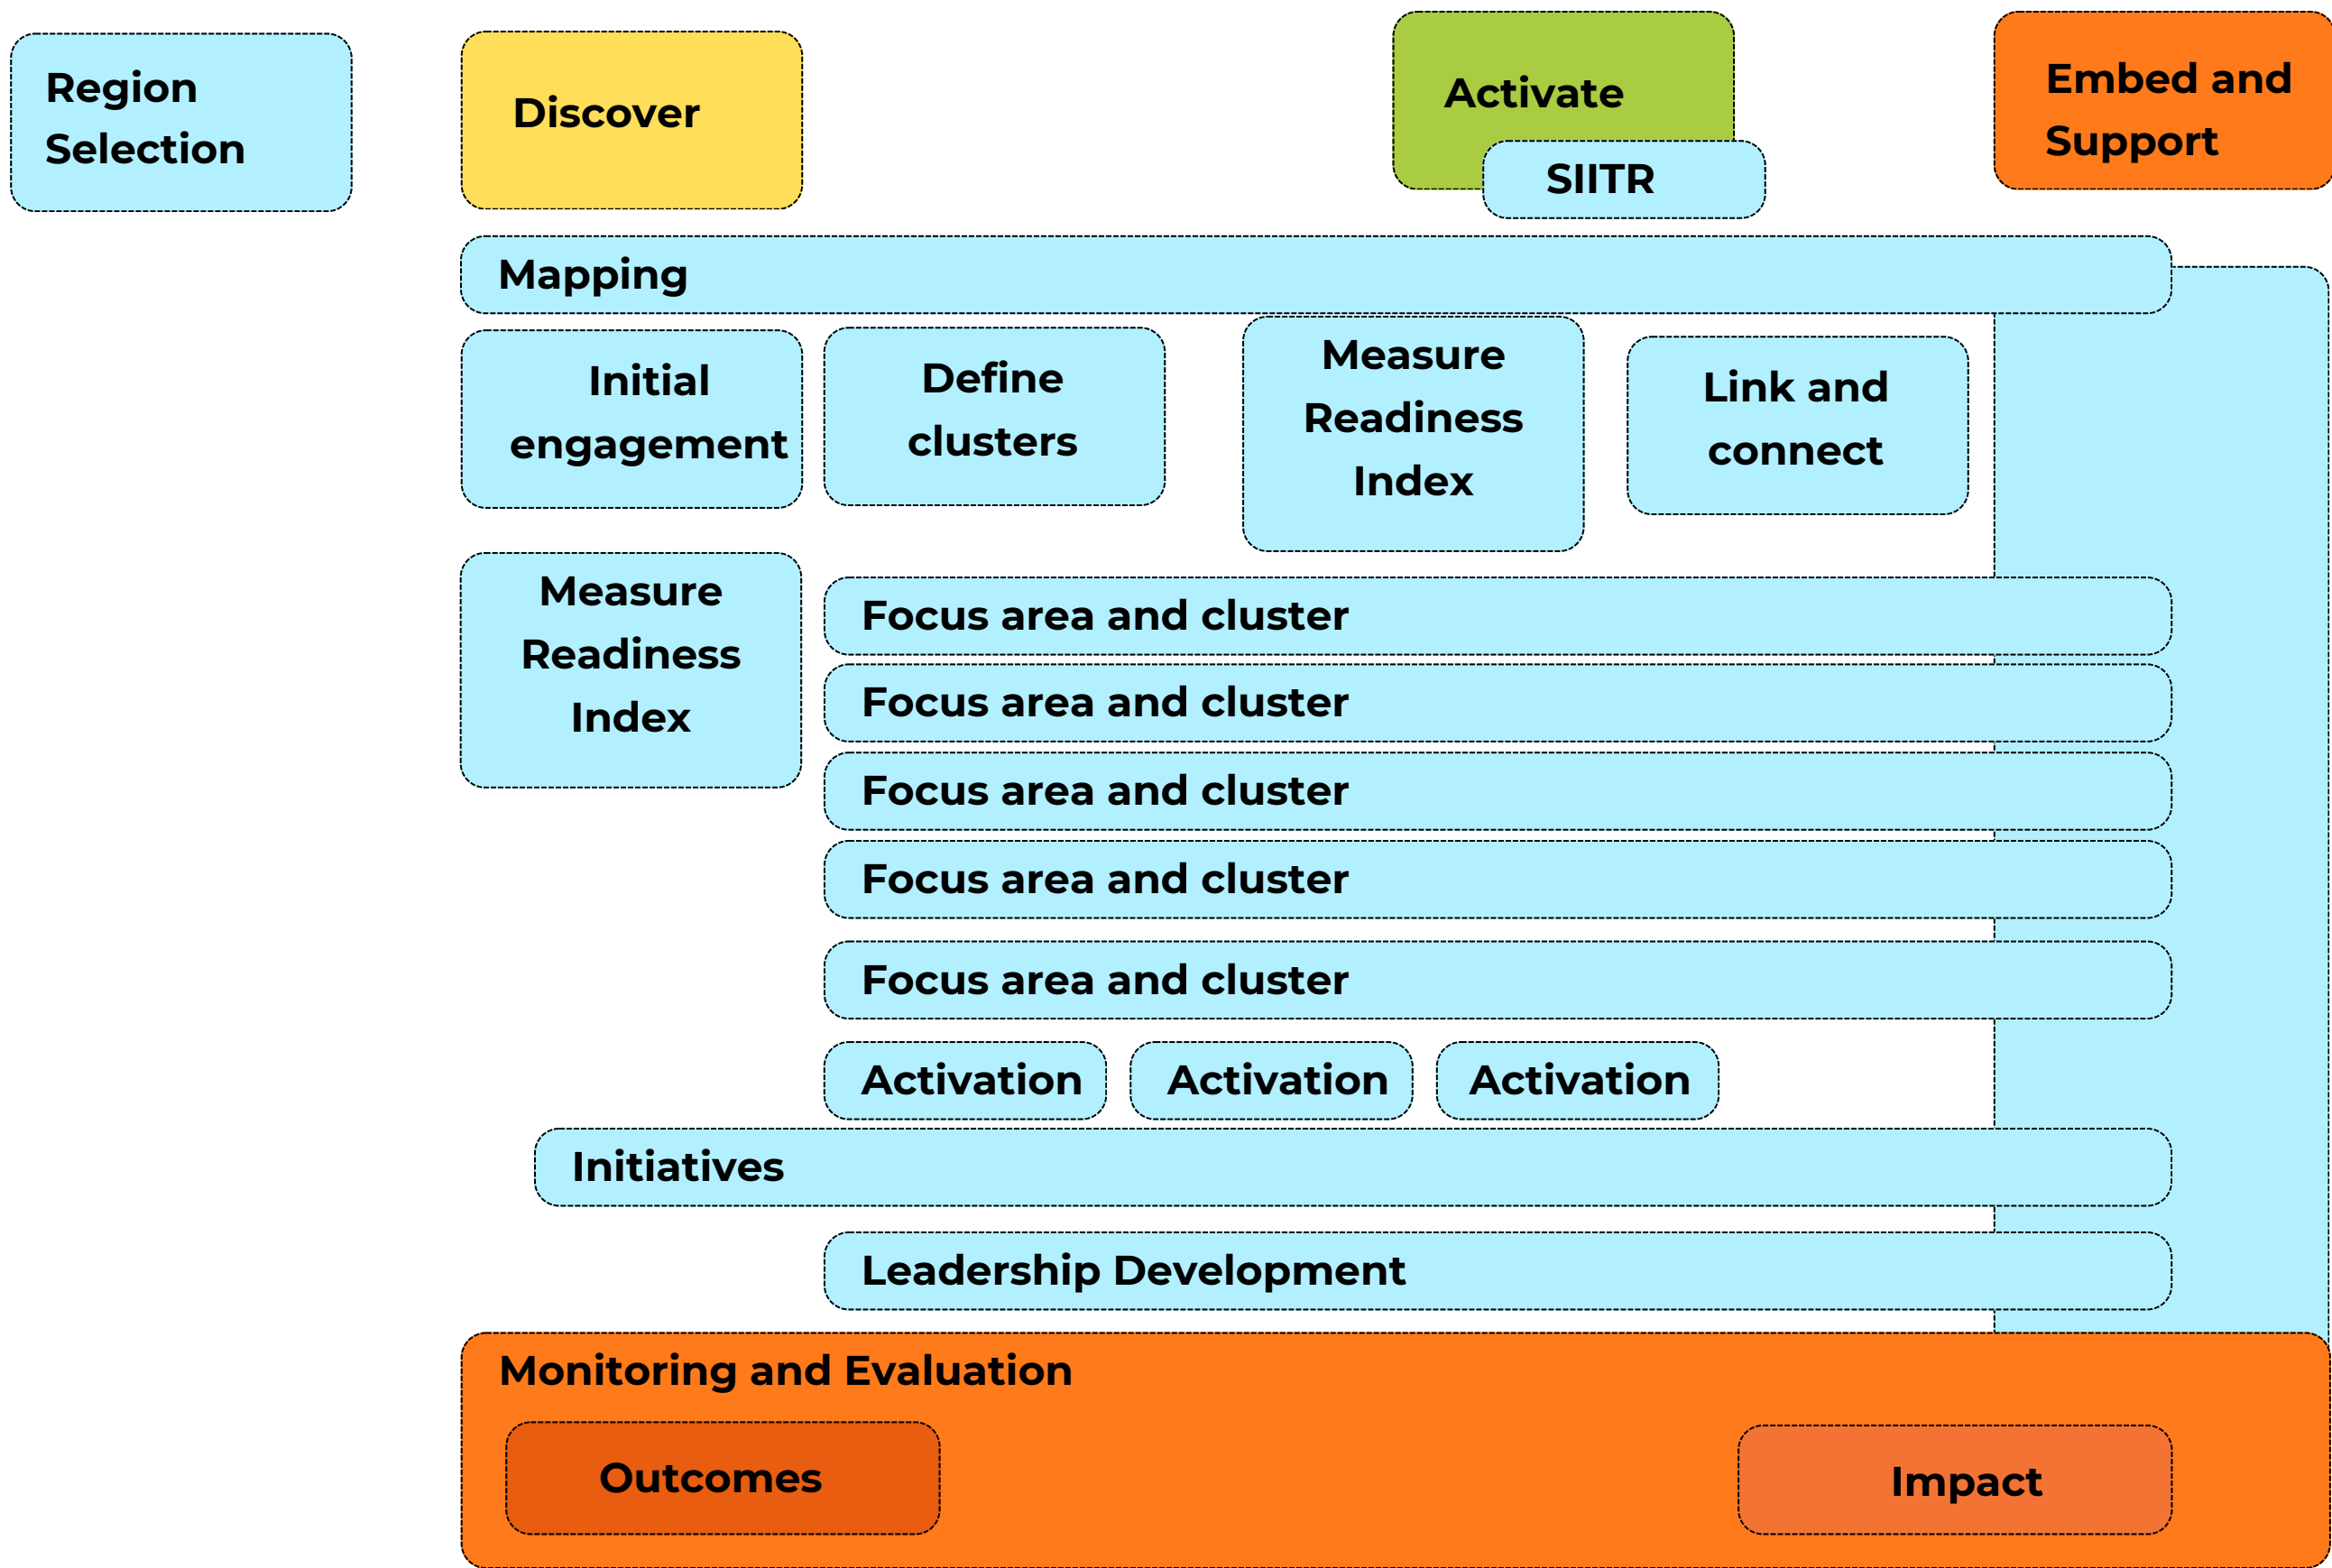 Region
Selection
Discover
Activate
SIITR
Embed and
Support
Mapping
Initial
engagement
Define
clusters
Measure
Readiness
Index
Link and
connect
Measure
Readiness
Index
Focus area and cluster
Focus area and cluster
Focus area and cluster
Focus area and cluster
Focus area and cluster
Activation
Activation
Activation
Initiatives
Leadership Development
Monitoring and Evaluation
Outcomes
Impact